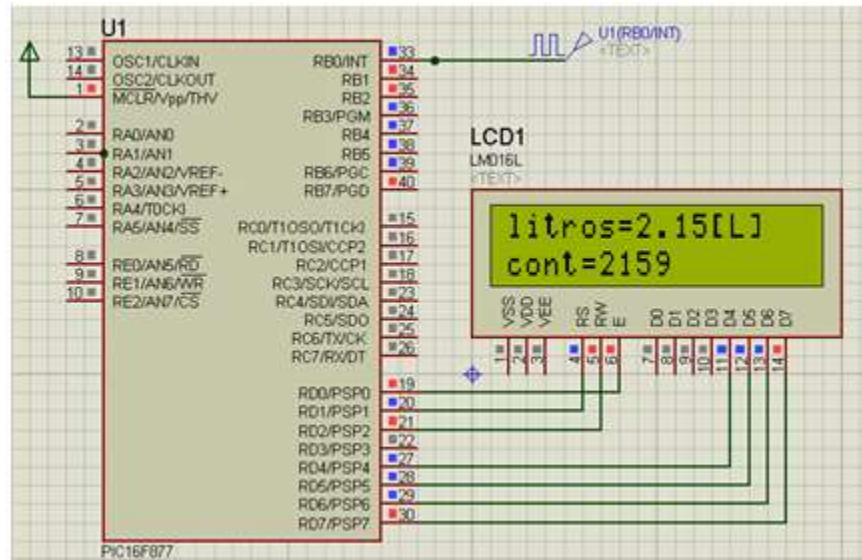 U1
13 OSC1/CLKIN
14 OSC2/CLKOUT
1 MCLR/Vpp/THV
2 RA0/AN0
3 RA1/AN1
4 RA2/AN2/VREF-
5 RA3/AN3/VREF+
6 RA4/T0CKI
7 RA5/AN4/SS
8 RE0/AN5/RD
9 RE1/AN6/WR
10 RE2/AN7/CS
RB0/INT 33
RB1 34
RB2 35
RB3/PGM 36
RB4 37
RB5 38
RB6/PGC 39
RB7/PGD 40
RC0/T1OSO/T1CKI 15
RC1/T1OSI/CCP2 16
RC2/CCP1 17
RC3/SCK/SCL 18
RC4/SDI/SDA 23
RC5/SDO 24
RC6/TX/CK 25
RC7/RX/DT 26
RD0/PSP0 19
RD1/PSP1 20
RD2/PSP2 21
RD3/PSP3 22
RD4/PSP4 27
RD5/PSP5 28
RD6/PSP6 29
RD7/PSP7 30
PIC16F877
U1(RB0/INT)
<TEXT>
LCD1
LM016L
<TEXT>
litros=2.15[L]
cont=2159
VSS VDD VEE RS RW E D0 D1 D2 D3 D4 D5 D6 D7
1 2 3 4 5 6 7 8 9 10 11 12 13 14